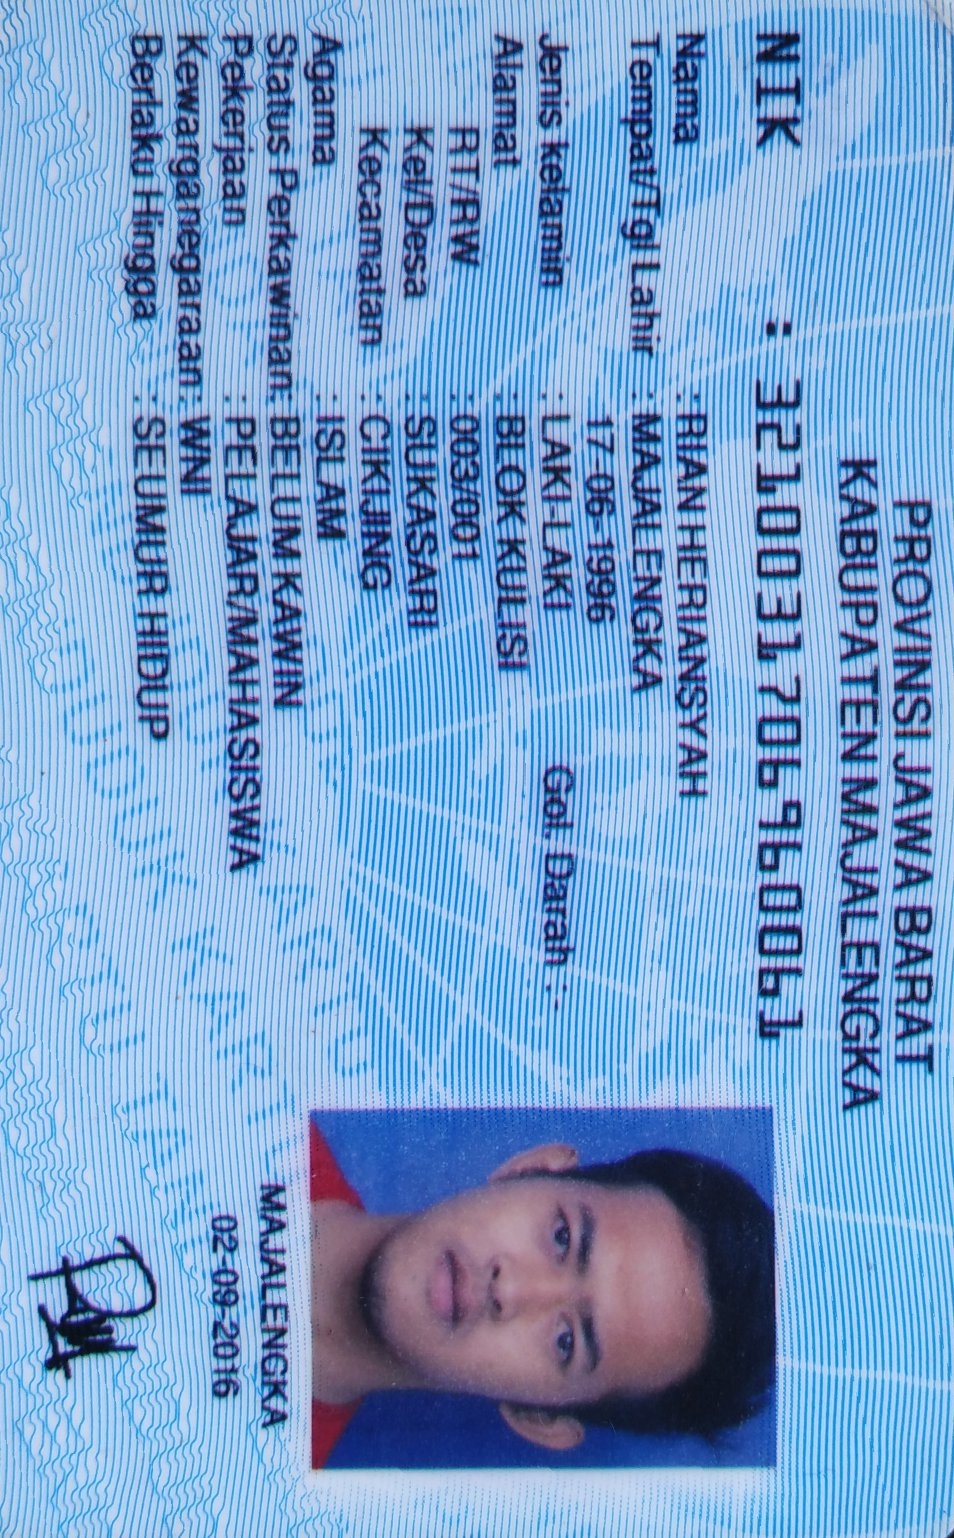 PROVINSI JAWA BARAT
KABUPATEN MAJALENGKA
NIK : 3210031706960061
Nama : RIAN HERIANSYAH
Tempat/Tgl Lahir : MAJALENGKA
17-06-1996
Jenis kelamin : LAKI-LAKI Gol. Darah :-
Alamat : BLOK KULISI
RT/RW : 003/001
Kel/Desa : SUKASARI
Kecamatan : CIKIJING
Agama : ISLAM
Status Perkawinan: BELUM KAWIN
Pekerjaan : PELAJAR/MAHASISWA
Kewarganegaraan: WNI
Berlaku Hingga : SEUMUR HIDUP
MAJALENGKA
02-09-2016